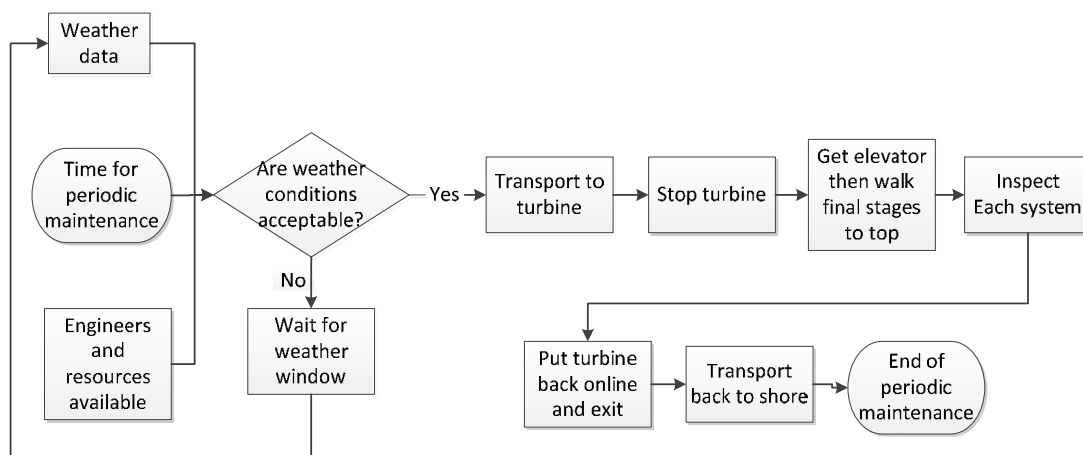 Weather
data
Time for
periodic
maintenance
Engineers
and
resources
available
Are weather
conditions
acceptable?
Yes
No
Wait for
weather
window
Transport to
turbine
Stop turbine
Get elevator
then walk
final stages
to top
Inspect
Each system
Put turbine
back online
and exit
Transport
back to shore
End of
periodic
maintenance